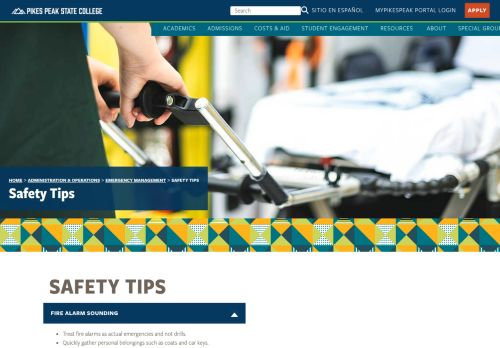 PIKES PEAK STATE COLLEGE
Search
SITIO EN ESPAÑOL
MYPIKESPEAK PORTAL LOGIN
APPLY
ACADEMICS ADMISSIONS COSTS & AID STUDENT ENGAGEMENT RESOURCES ABOUT SPECIAL GROU
HOME > ADMINISTRATION & OPERATIONS > EMERGENCY MANAGEMENT > SAFETY TIPS
Safety Tips
SAFETY TIPS
FIRE ALARM SOUNDING
Treat fire alarms as actual emergencies and not drills.
Quickly gather personal belongings such as coats and car keys.